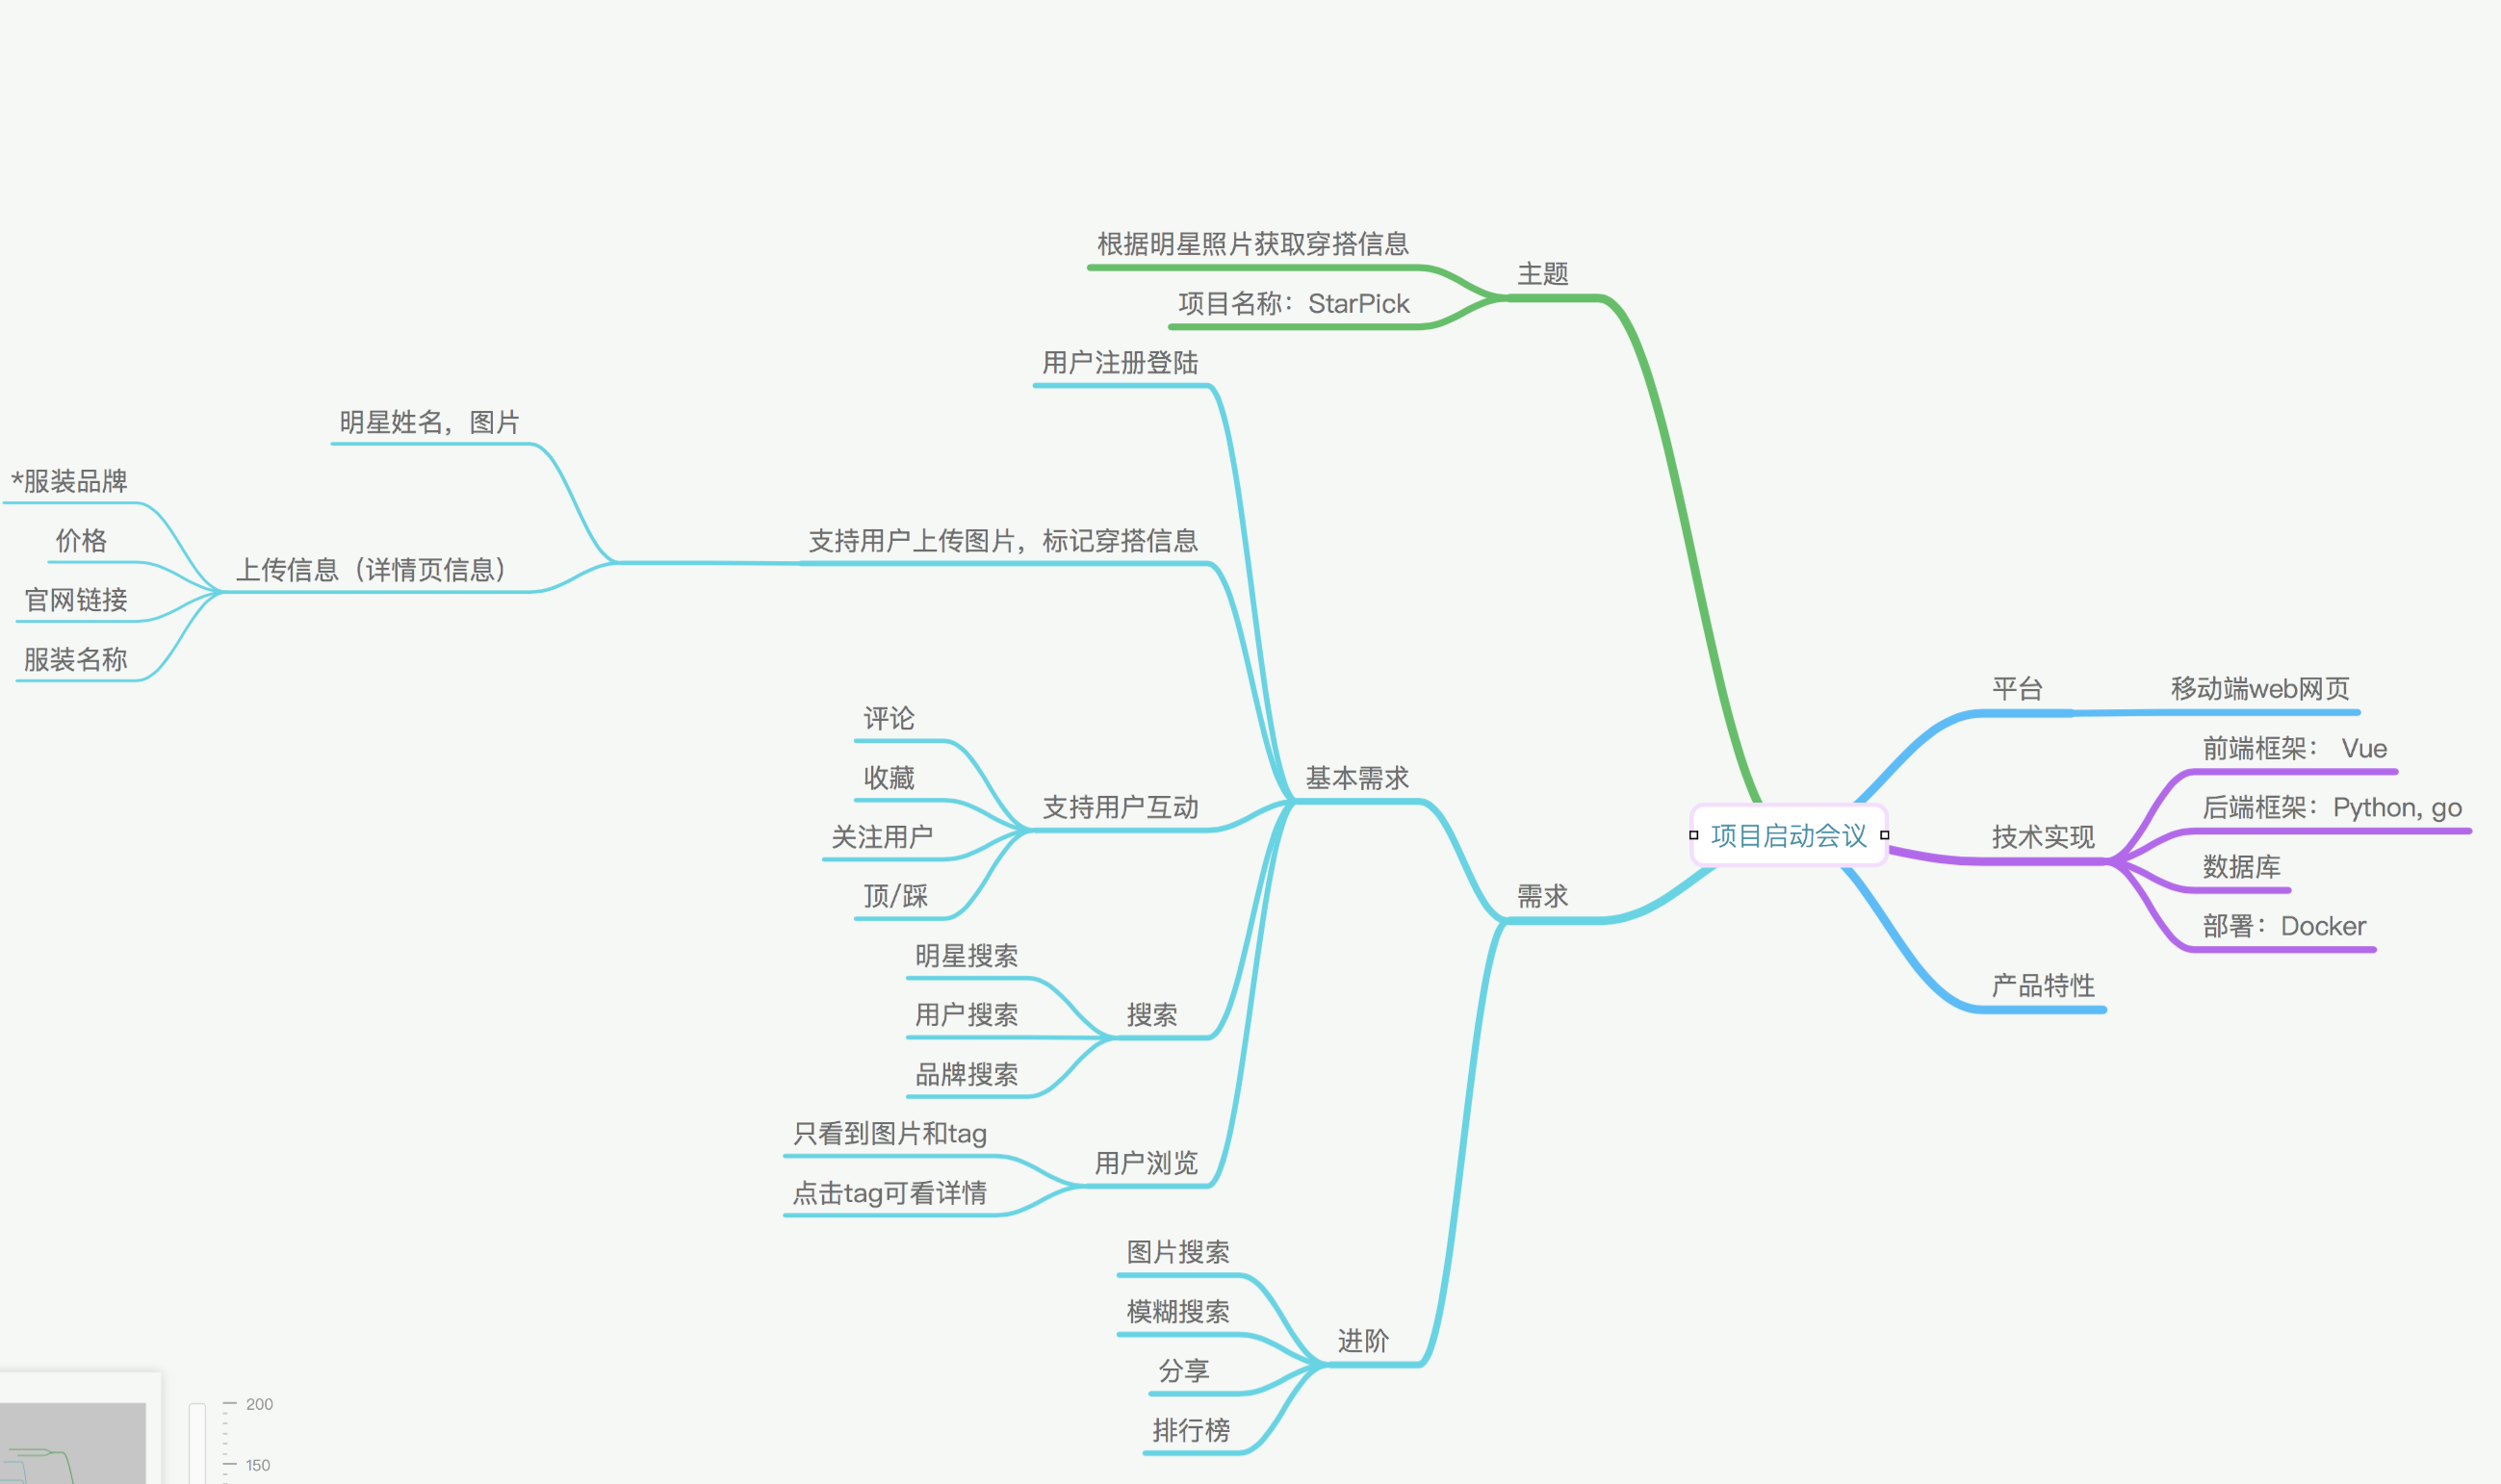 根据明星照片获取穿搭信息
主题
项目名称：StarPick
用户注册登陆
明星姓名，图片
*服装品牌
价格
支持用户上传图片，标记穿搭信息
上传信息（详情页信息）
官网链接
服装名称
平台
移动端web网页
评论
前端框架： Vue
收藏
基本需求
支持用户互动
后端框架：Python, go
关注用户
项目启动会议
技术实现
数据库
顶/踩
需求
部署：Docker
明星搜索
产品特性
用户搜索
搜索
品牌搜索
只看到图片和tag
用户浏览
点击tag可看详情
图片搜索
模糊搜索
进阶
分享
排行榜
200
150